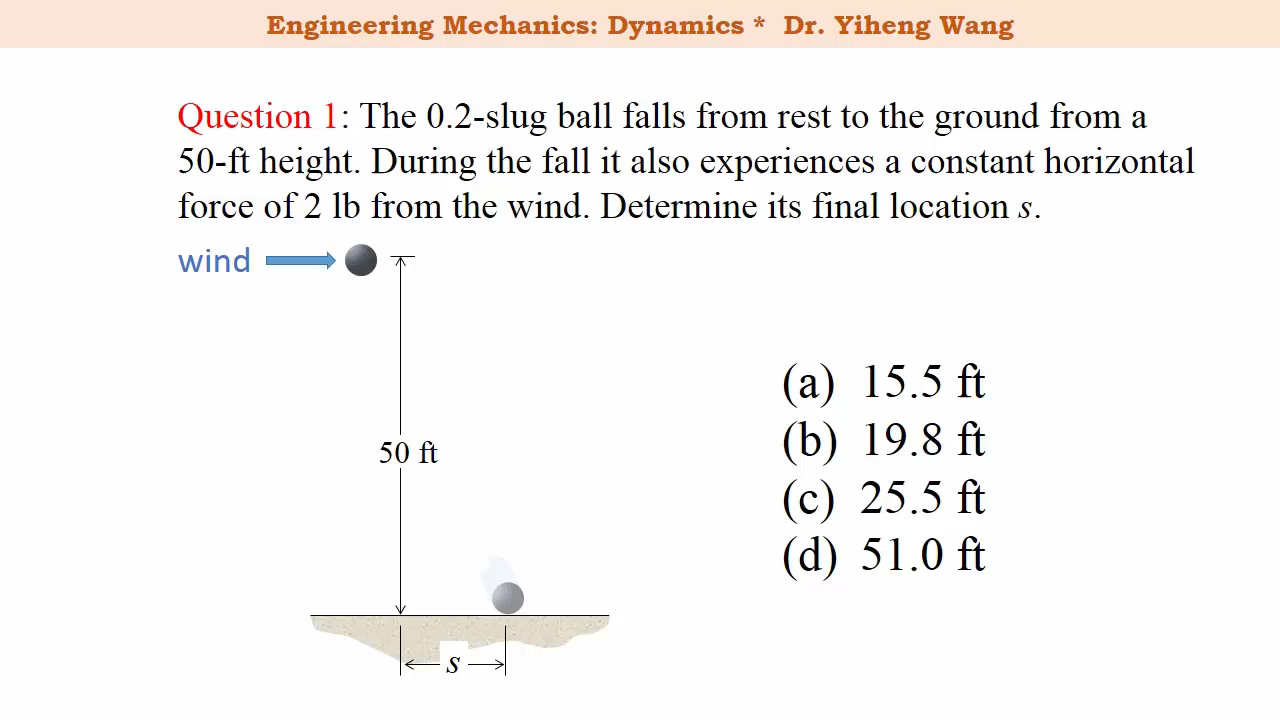 Engineering Mechanics: Dynamics * Dr. Yiheng Wang
Question 1: The 0.2-slug ball falls from rest to the ground from a
50-ft height. During the fall it also experiences a constant horizontal
force of 2 lb from the wind. Determine its final location s.
wind
50 ft
s
(a) 15.5 ft
(b) 19.8 ft
(c) 25.5 ft
(d) 51.0 ft